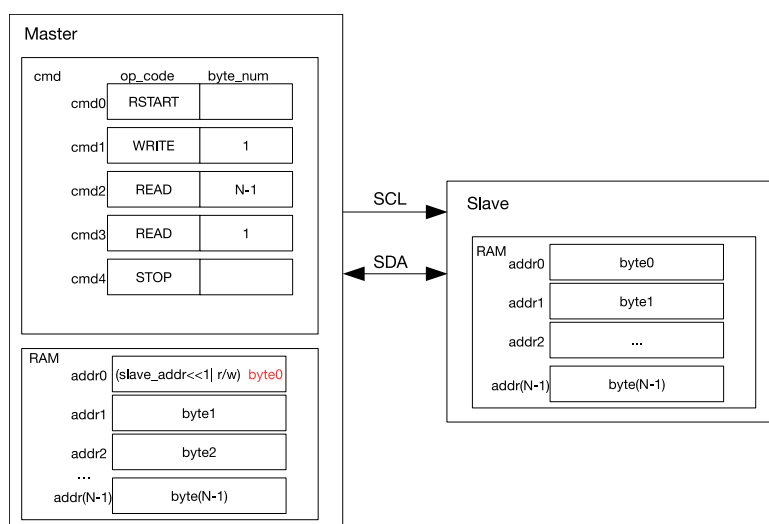 Master
cmd op_code byte_num
cmd0 RSTART
cmd1 WRITE 1
cmd2 READ N-1
cmd3 READ 1
cmd4 STOP
RAM
addr0 (slave_addr<<1| r/w) byte0
addr1 byte1
addr2 byte2
...
addr(N-1) byte(N-1)
SCL
SDA
Slave
RAM
addr0 byte0
addr1 byte1
addr2 ...
addr(N-1) byte(N-1)